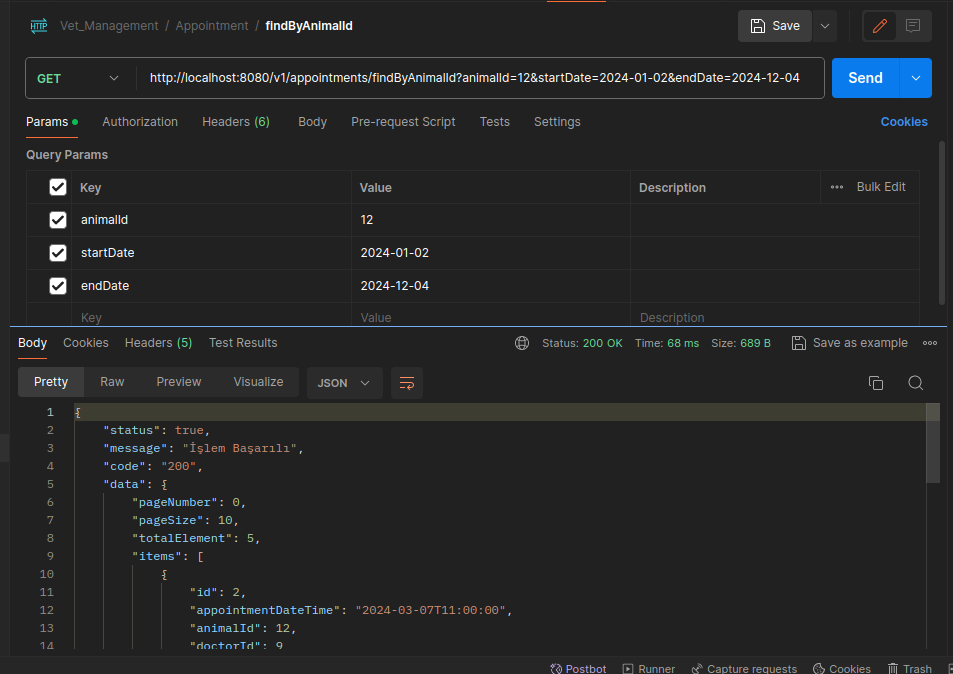 HTTP Vet_Management / Appointment / findByAnimalId Save
GET http://localhost:8080/v1/appointments/findByAnimalId?animalId=12&startDate=2024-01-02&endDate=2024-12-04 Send
Params Authorization Headers (6) Body Pre-request Script Tests Settings Cookies
Query Params
Key Value Description Bulk Edit
animalId 12
startDate 2024-01-02
endDate 2024-12-04
Key Value Description
Body Cookies Headers (5) Test Results Status: 200 OK Time: 68 ms Size: 689 B Save as example
Pretty Raw Preview Visualize JSON
1 {
2 "status": true,
3 "message": "İşlem Başarılı",
4 "code": "200",
5 "data": {
6 "pageNumber": 0,
7 "pageSize": 10,
8 "totalElement": 5,
9 "items": [
10 {
11 "id": 2,
12 "appointmentDateTime": "2024-03-07T11:00:00",
13 "animalId": 12,
14 "doctorId": 9
Postbot Runner Capture requests Cookies Trash